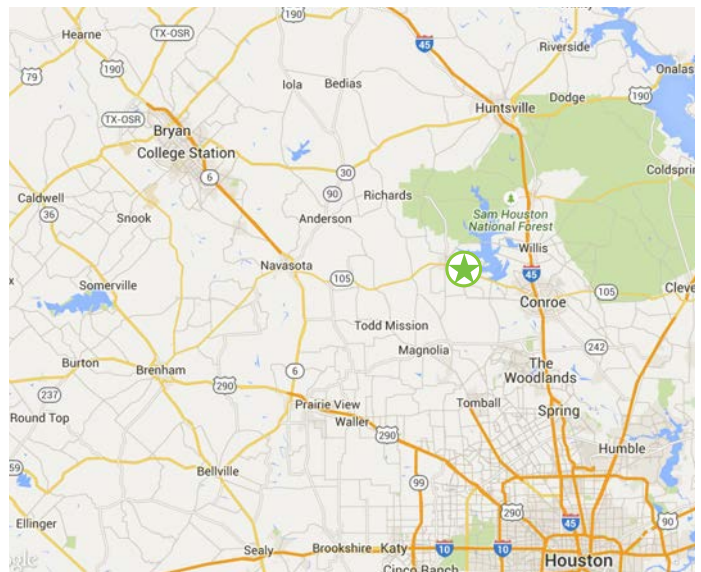 190
Hearne
TX-OSR
45
Riverside
79
190
Iola
Bedias
Onalas
190
Dodge
Huntsville
TX-OSR
Bryan
College Station
30
6
Coldsprin
90
Richards
Caldwell
36
Snook
Anderson
Sam Houston
National Forest
Willis
Navasota
105
45
Somerville
Conroe
105
Cleve
x
Todd Mission
Magnolia
242
Burton
Brenham
290
6
The
Woodlands
237
Prairie View
Tomball
Spring
Round Top
Waller
290
Humble
59
Bellville
99
290
45
90
Ellinger
Sealy
Brookshire
Katy
10
10
Houston
Cinco Ranch
gle